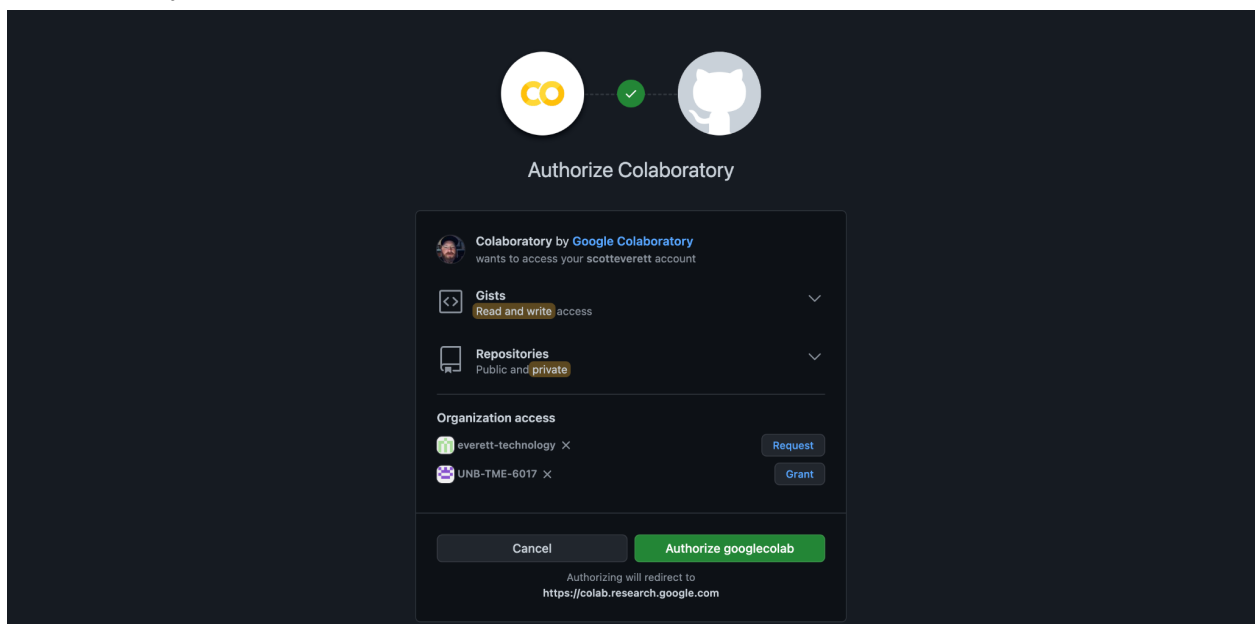 CO
Authorize Colaboratory
Colaboratory by Google Colaboratory
wants to access your scotteverett account
Gists
Read and write access
Repositories
Public and private
Organization access
everett-technology
Request
UNB-TME-6017
Grant
Cancel
Authorize googlecolab
Authorizing will redirect to
https://colab.research.google.com